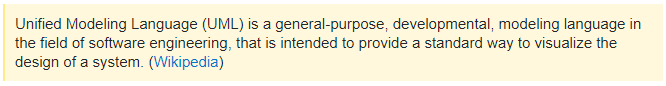 Unified Modeling Language (UML) is a general-purpose, developmental, modeling language in
the field of software engineering, that is intended to provide a standard way to visualize the
design of a system. (Wikipedia)